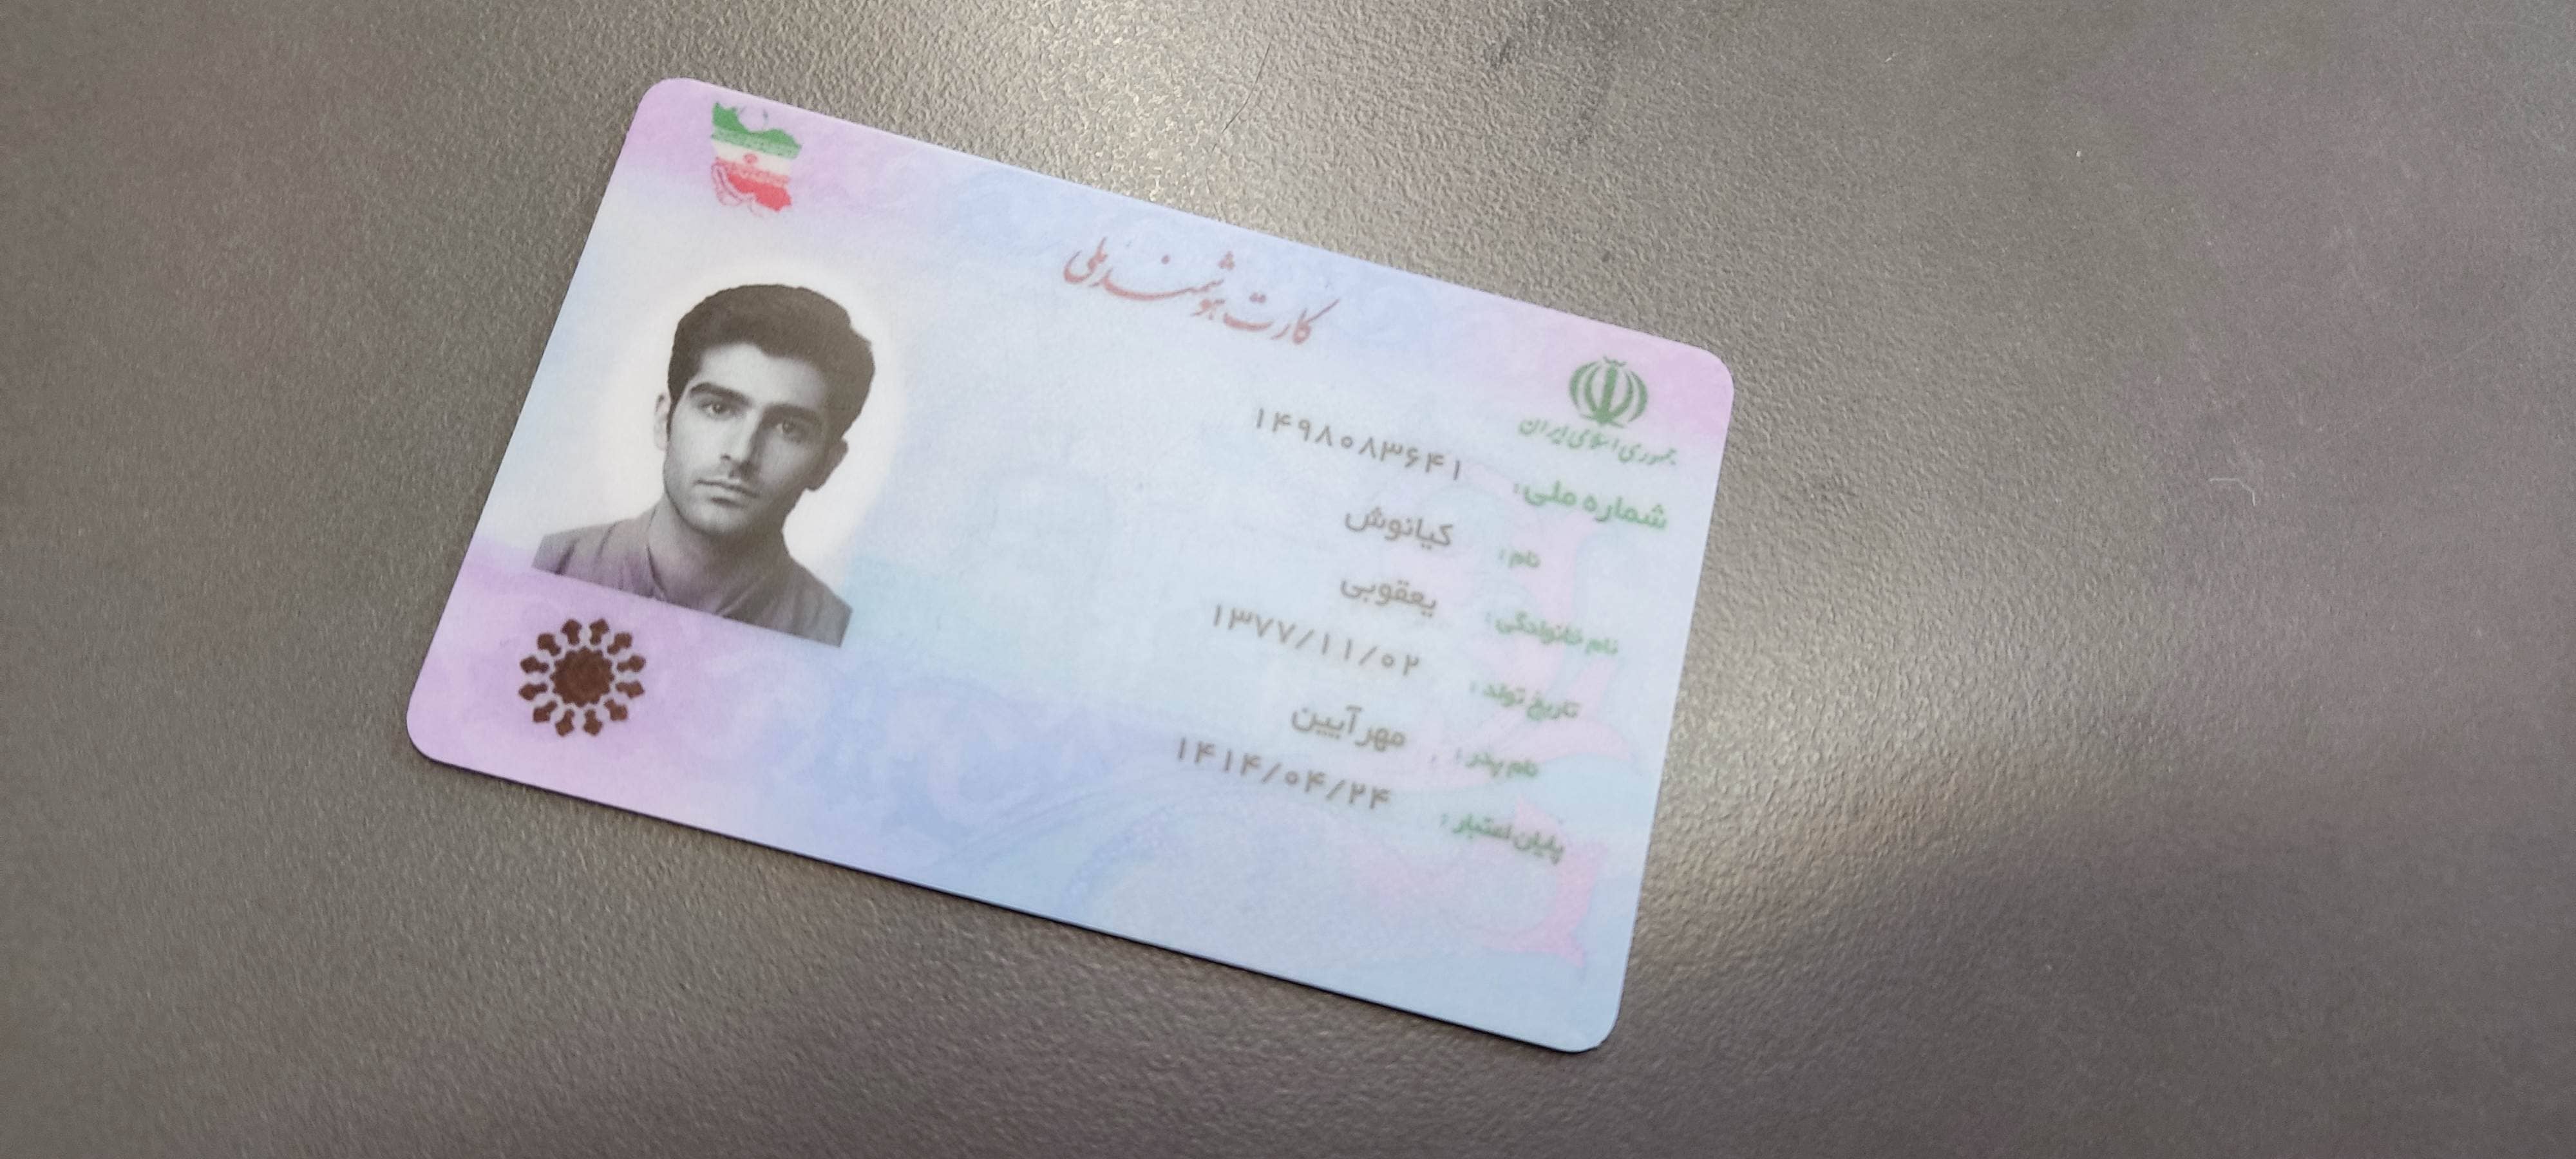 کارت هوشمند ملی
جمهوری اسلامی ایران
شماره ملی: ۱۴۹۸۰۸۳۶۴۱
نام: کیانوش
نام خانوادگی: یعقوبی
تاریخ تولد: ۱۳۷۷/۱۱/۰۲
نام پدر: مهرآیین
پایان اعتبار: ۱۴۱۴/۰۴/۲۴